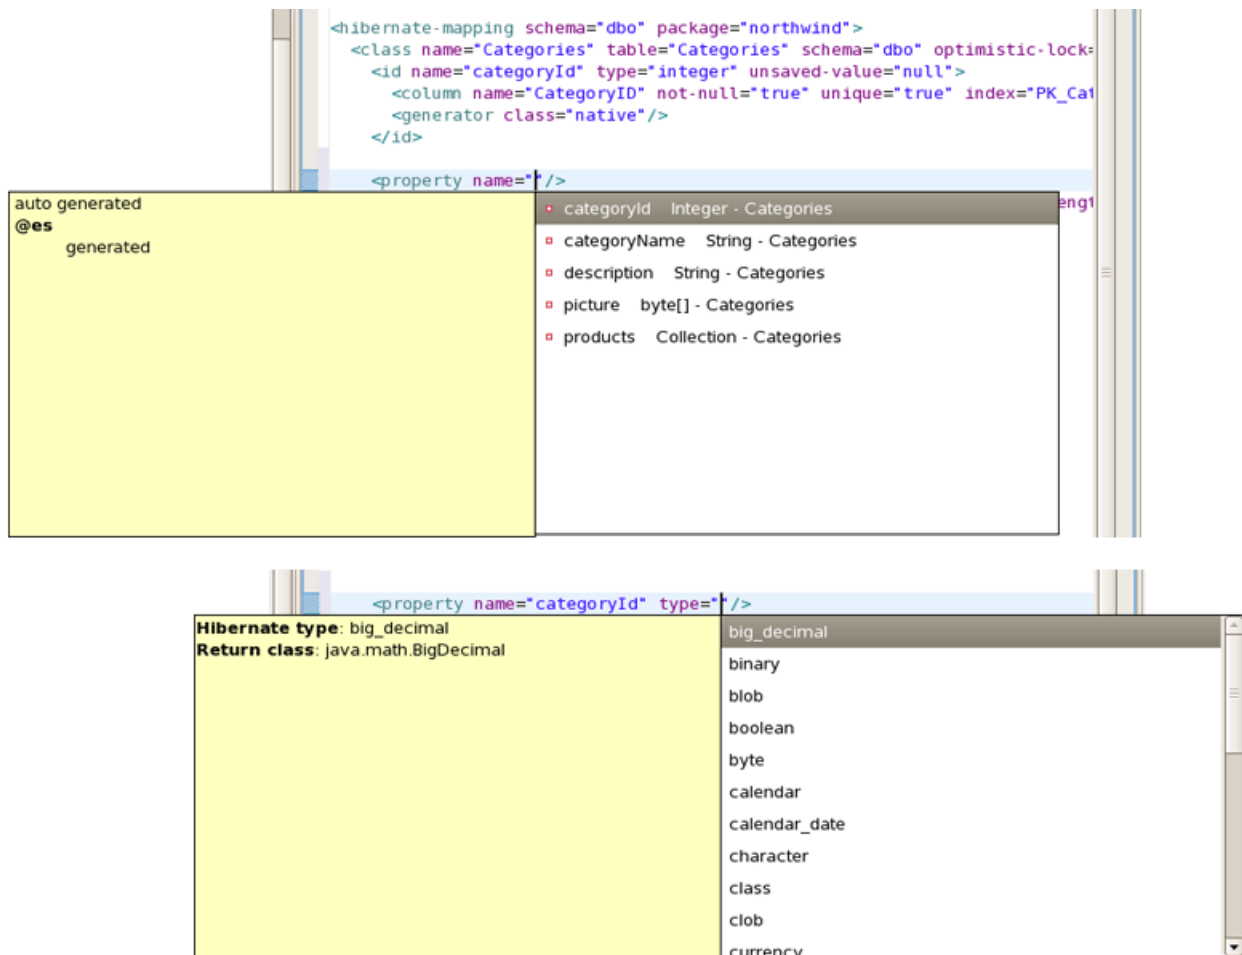 <hibernate-mapping schema="dbo" package="northwind">
<class name="Categories" table="Categories" schema="dbo" optimistic-lock=
<id name="categoryId" type="integer" unsaved-value="null">
<column name="CategoryID" not-null="true" unique="true" index="PK_Cat
<generator class="native"/>
</id>
<property name=""/>
auto generated
@es
generated
categoryId Integer - Categories
categoryName String - Categories
description String - Categories
picture byte[] - Categories
products Collection - Categories
<property name="categoryId" type=""/>
Hibernate type: big_decimal
Return class: java.math.BigDecimal
big_decimal
binary
blob
boolean
byte
calendar
calendar_date
character
class
clob
currency